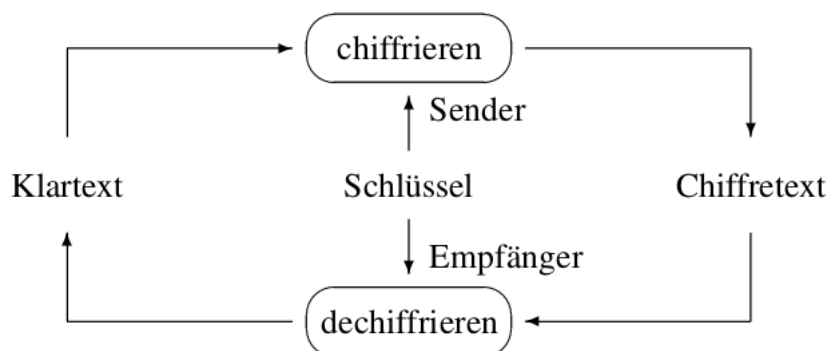 chiffrieren
Sender
Klartext Schlüssel Chiffretext
Empfänger
dechiffrieren